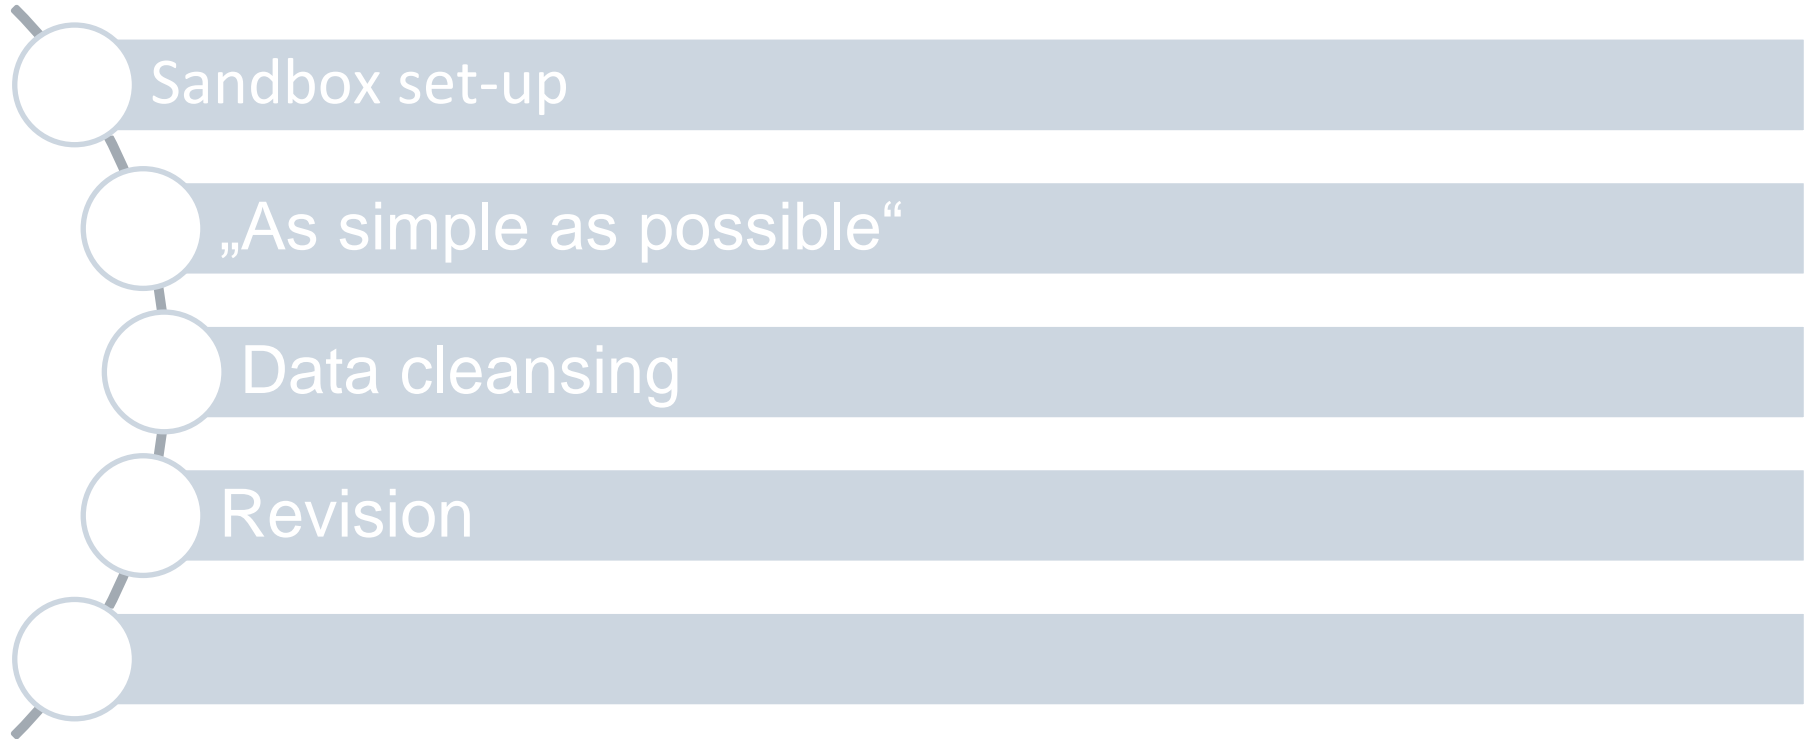 Sandbox set-up
„As simple as possible“
Data cleansing
Revision